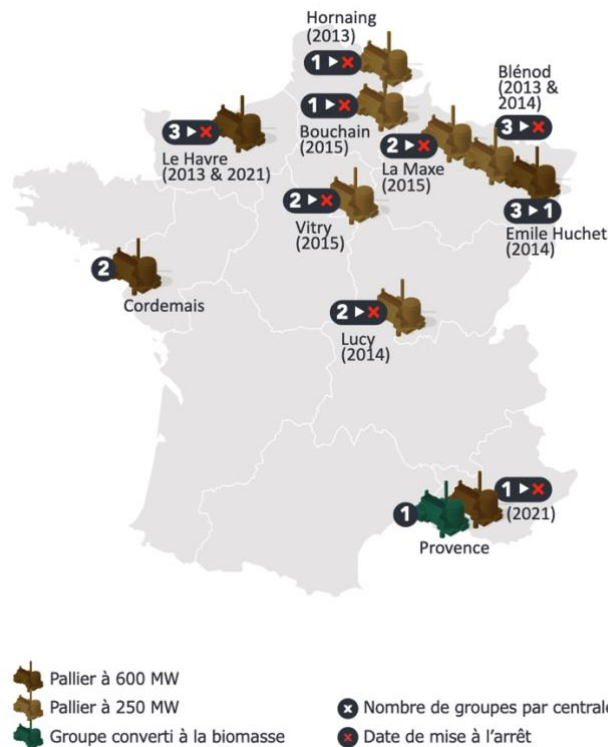 Hornaing
(2013)
1 ▶ ×
Blénod
(2013 &
2014)
3 ▶ ×
1 ▶ ×
Bouchain
(2015)
3 ▶ ×
Le Havre
(2013 & 2021)
2 ▶ ×
La Maxe
(2015)
2 ▶ ×
Vitry
(2015)
3 ▶ 1
Emile Huchet
(2014)
2
Cordemais
2 ▶ ×
Lucy
(2014)
1 ▶ ×
(2021)
1
Provence
Pallier à 600 MW
Pallier à 250 MW
Groupe converti à la biomasse
× Nombre de groupes par centrale
× Date de mise à l'arrêt